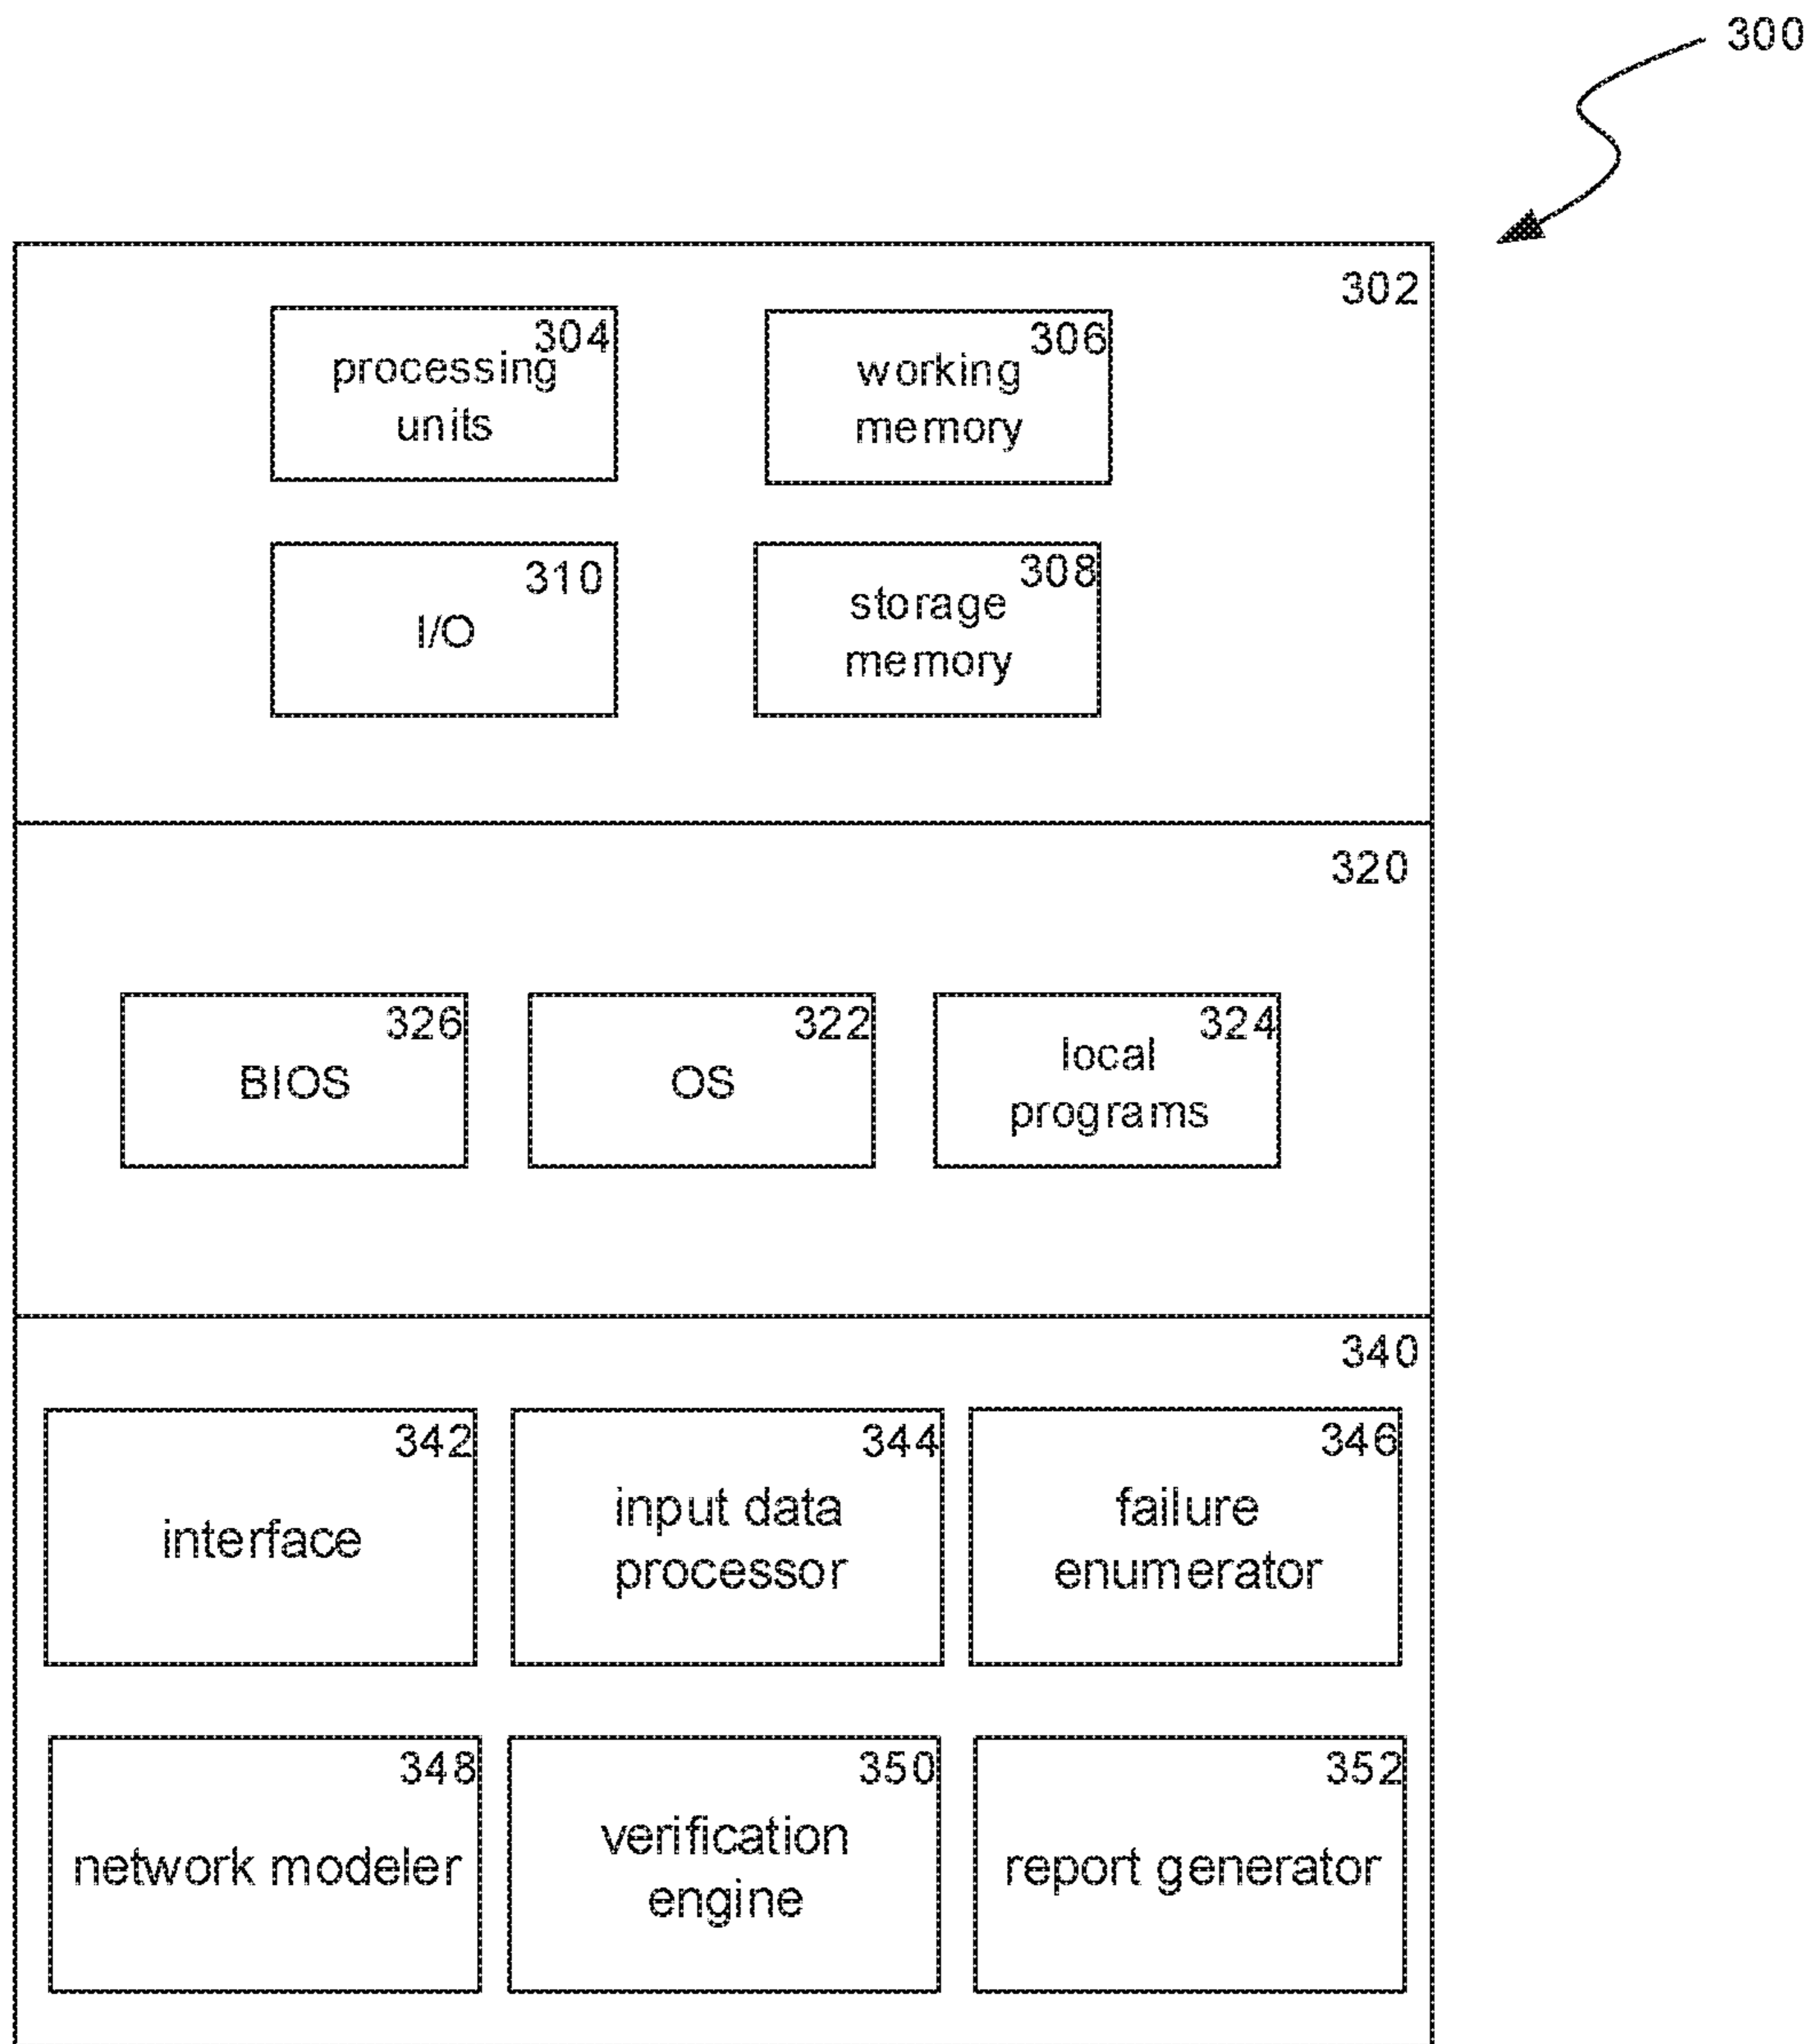 300
302
304
processing
units
306
working
memory
310
I/O
308
storage
memory
320
326
BIOS
322
OS
324
local
programs
340
342
interface
344
input data
processor
346
failure
enumerator
348
network modeler
350
verification
engine
352
report generator